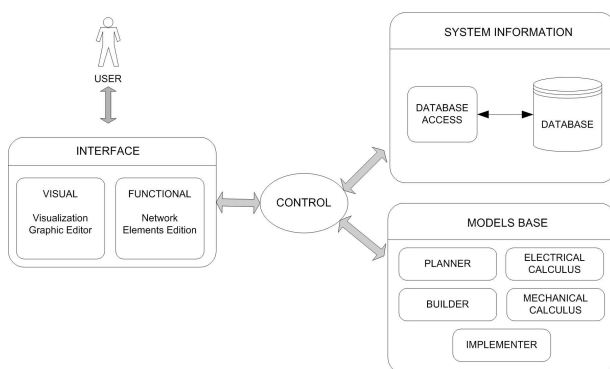 USER
INTERFACE
VISUAL
Visualization
Graphic Editor
FUNCTIONAL
Network
Elements Edition
CONTROL
SYSTEM INFORMATION
DATABASE
ACCESS
DATABASE
MODELS BASE
PLANNER
ELECTRICAL
CALCULUS
BUILDER
MECHANICAL
CALCULUS
IMPLEMENTER